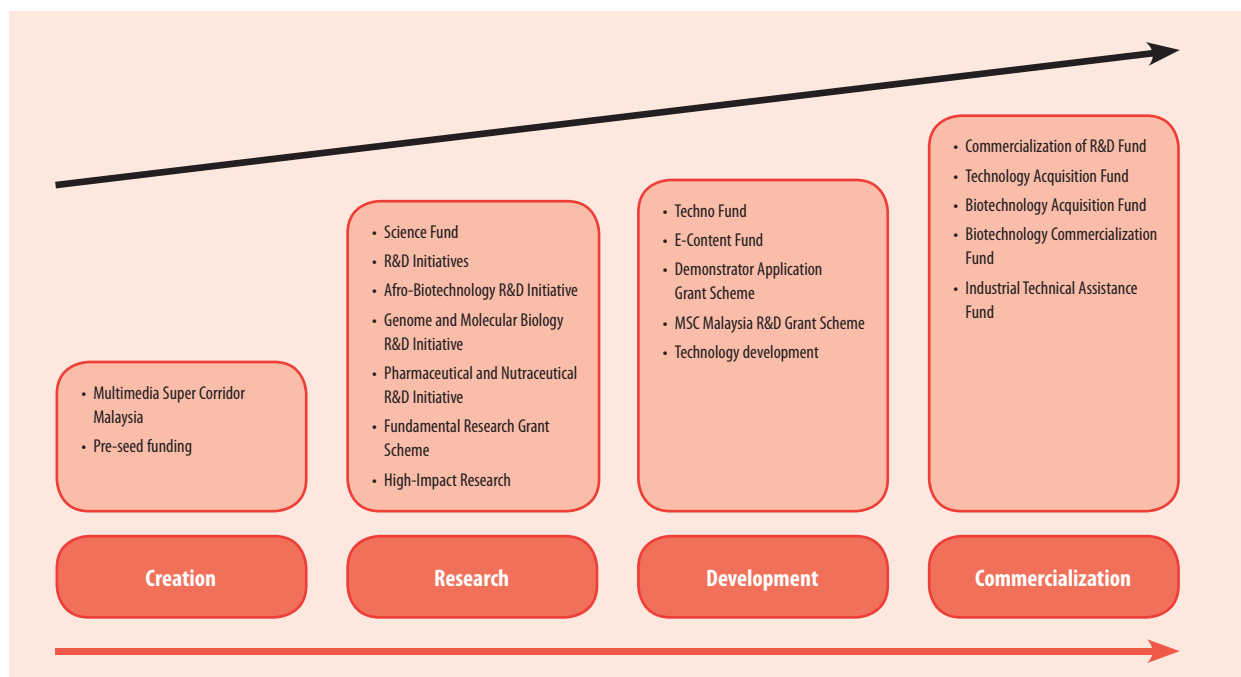 • Multimedia Super Corridor
Malaysia
• Pre-seed funding
Creation
• Science Fund
• R&D Initiatives
• Afro-Biotechnology R&D Initiative
• Genome and Molecular Biology
R&D Initiative
• Pharmaceutical and Nutraceutical
R&D Initiative
• Fundamental Research Grant
Scheme
• High-Impact Research
Research
• Techno Fund
• E-Content Fund
• Demonstrator Application
Grant Scheme
• MSC Malaysia R&D Grant Scheme
• Technology development
Development
• Commercialization of R&D Fund
• Technology Acquisition Fund
• Biotechnology Acquisition Fund
• Biotechnology Commercialization
Fund
• Industrial Technical Assistance
Fund
Commercialization